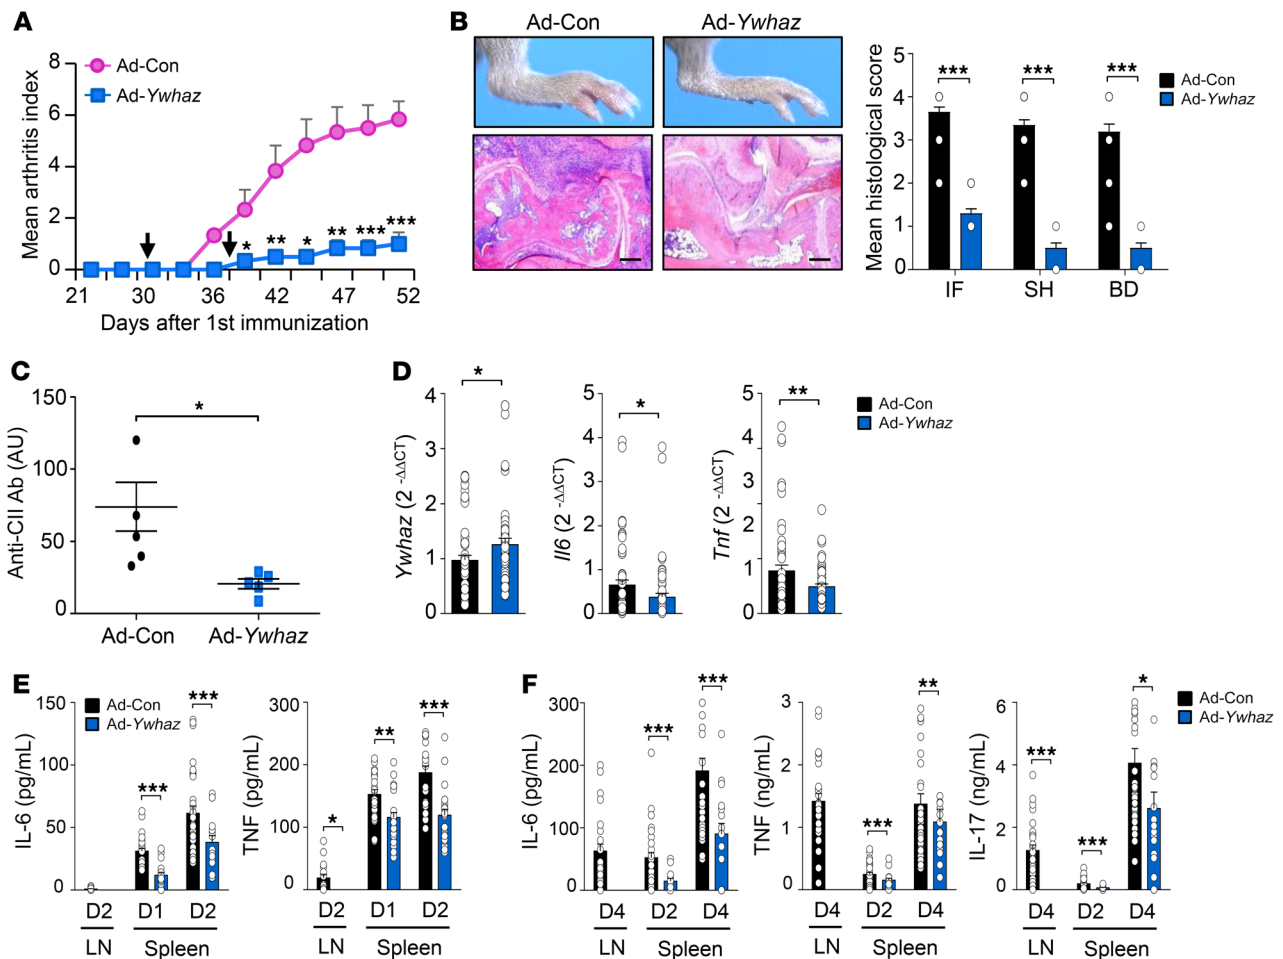 A
Ad-Con
Ad-Ywhaz
Mean arthritis index
8
6
4
2
0
* ** * ** *** ***
21 30 36 42 47 52
Days after 1st immunization
B
Ad-Con Ad-Ywhaz
Mean histological score
5
4
3
2
1
0
*** *** ***
IF SH BD
Ad-Con
Ad-Ywhaz
C
Anti-CII Ab (AU)
150
100
50
0
*
Ad-Con Ad-Ywhaz
D
Ywhaz (2 -ΔΔCT)
4
3
2
1
0
*
Il6 (2 -ΔΔCT)
5
4
3
2
1
0
*
Tnf (2 -ΔΔCT)
5
4
3
2
1
0
**
Ad-Con
Ad-Ywhaz
E
IL-6 (pg/mL)
150
100
50
0
Ad-Con
Ad-Ywhaz
*** ***
D2 D1 D2
LN Spleen
TNF (pg/mL)
300
200
100
0
* ** ***
D2 D1 D2
LN Spleen
F
IL-6 (pg/mL)
300
200
100
0
*** ***
D4 D2 D4
LN Spleen
TNF (ng/mL)
3
2
1
0
*** **
D4 D2 D4
LN Spleen
IL-17 (ng/mL)
6
4
2
0
*** *** *
D4 D2 D4
LN Spleen
Ad-Con
Ad-Ywhaz